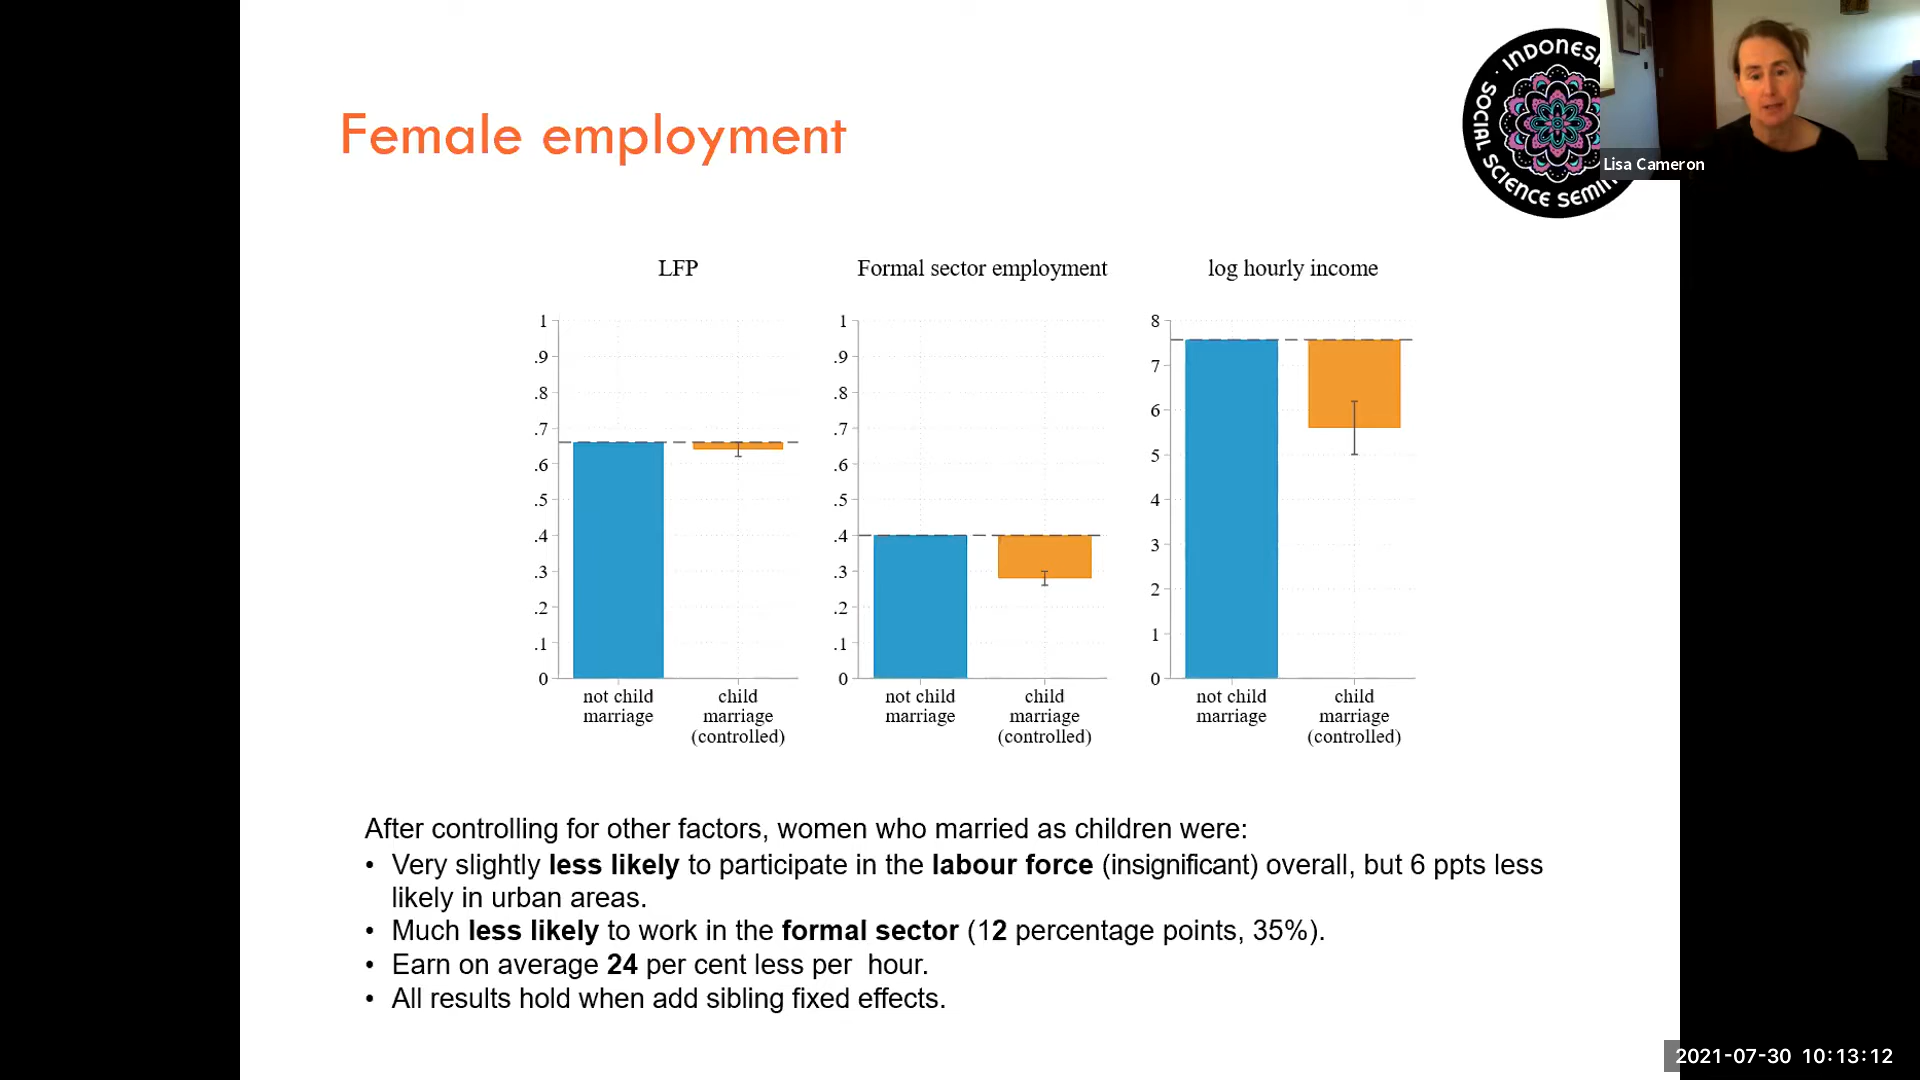 INDONESI
SOCIAL SCIENCE SEMIN
Lisa Cameron
Female employment
LFP
Formal sector employment
log hourly income
1
.9
.8
.7
.6
.5
.4
.3
.2
.1
0
1
.9
.8
.7
.6
.5
.4
.3
.2
.1
0
8
7
6
5
4
3
2
1
0
not child
marriage
child
marriage
(controlled)
not child
marriage
child
marriage
(controlled)
not child
marriage
child
marriage
(controlled)
After controlling for other factors, women who married as children were:
• Very slightly less likely to participate in the labour force (insignificant) overall, but 6 ppts less
likely in urban areas.
• Much less likely to work in the formal sector (12 percentage points, 35%).
• Earn on average 24 per cent less per  hour.
• All results hold when add sibling fixed effects.
2021-07-30 10:13:12